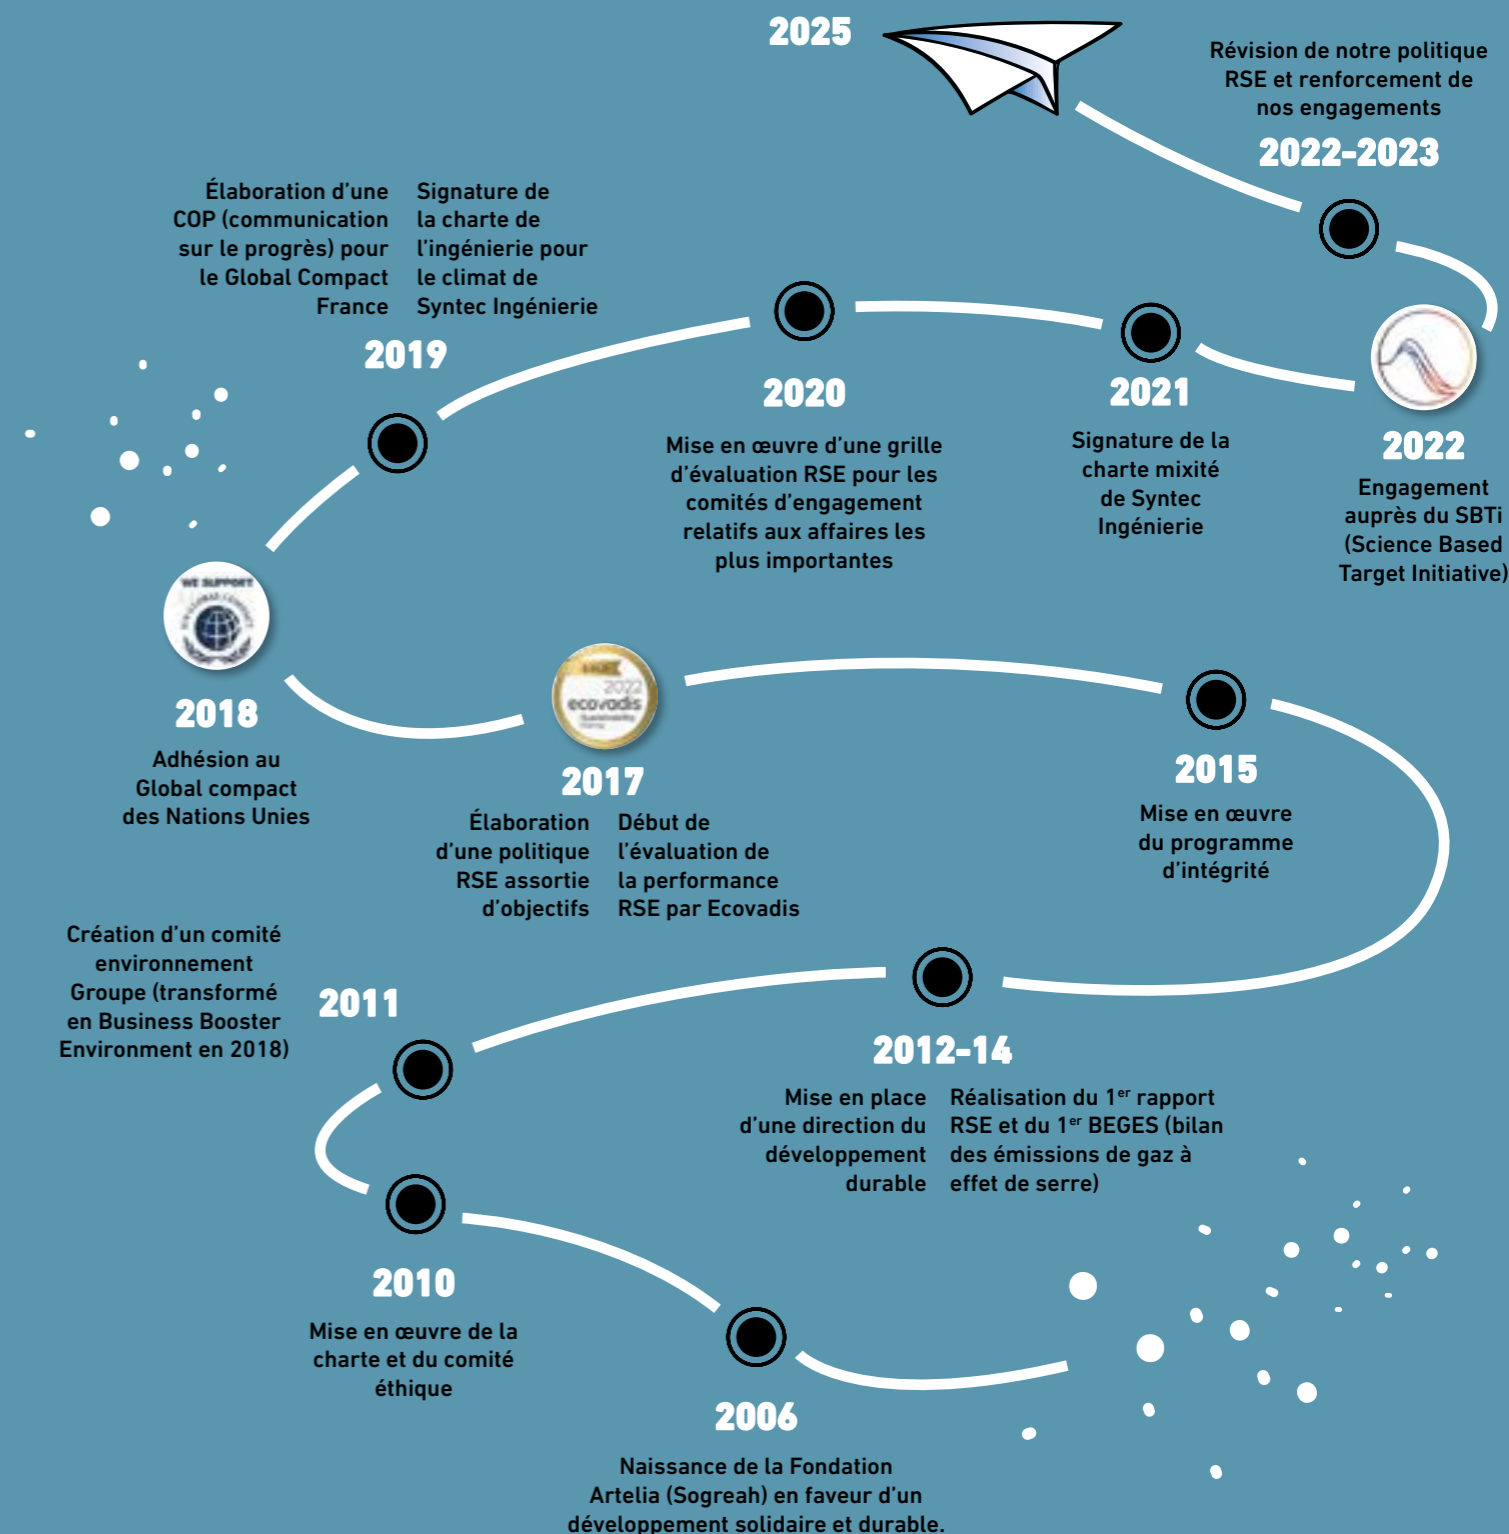 2025
Révision de notre politique
RSE et renforcement de
nos engagements
2022-2023
Élaboration d’une
COP (communication
sur le progrès) pour
le Global Compact
France
Signature de
la charte de
l’ingénierie pour
le climat de
Syntec Ingénierie
2019
2020
Mise en œuvre d’une grille
d’évaluation RSE pour les
comités d’engagement
relatifs aux affaires les
plus importantes
2021
Signature de la
charte mixité
de Syntec
Ingénierie
2022
Engagement
auprès du SBTi
(Science Based
Target Initiative)
WE SUPPORT
2018
Adhésion au
Global compact
des Nations Unies
2022
ecovadis
Sustainability
2017
Élaboration
d’une politique
RSE assortie
d’objectifs
Début de
l’évaluation de
la performance
RSE par Ecovadis
2015
Mise en œuvre
du programme
d’intégrité
Création d’un comité
environnement
Groupe (transformé
en Business Booster
Environment en 2018)
2011
2012-14
Mise en place
d’une direction du
développement
durable
Réalisation du 1er rapport
RSE et du 1er BEGES (bilan
des émissions de gaz à
effet de serre)
2010
Mise en œuvre de la
charte et du comité
éthique
2006
Naissance de la Fondation
Artelia (Sogreah) en faveur d’un
développement solidaire et durable.